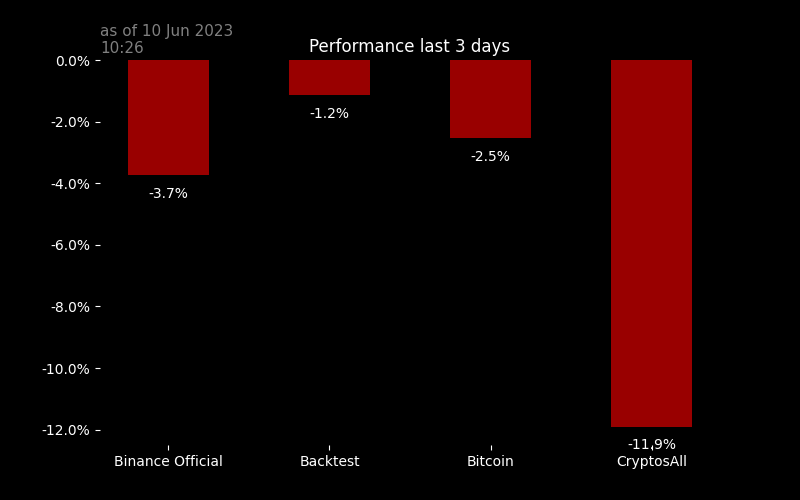 as of 10 Jun 2023
10:26
Performance last 3 days
0.0%
-2.0%
-4.0%
-6.0%
-8.0%
-10.0%
-12.0%
-3.7%
-1.2%
-2.5%
-11.9%
Binance Official
Backtest
Bitcoin
CryptosAll